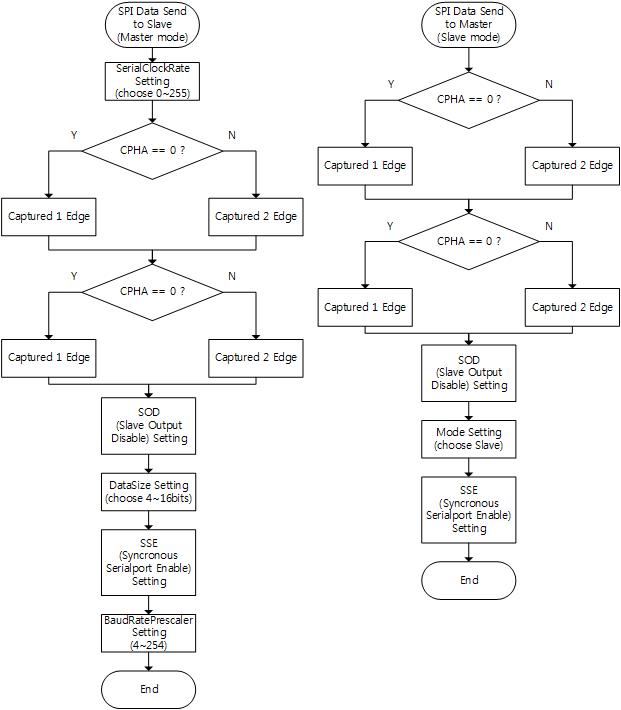 SPI Data Send
to Slave
(Master mode)
SerialClockRate
Setting
(choose 0~255)
Y
N
CPHA == 0 ?
Captured 1 Edge
Captured 2 Edge
Y
N
CPHA == 0 ?
Captured 1 Edge
Captured 2 Edge
SOD
(Slave Output
Disable) Setting
DataSize Setting
(choose 4~16bits)
SSE
(Syncronous
Serialport Enable)
Setting
BaudRatePrescaler
Setting
(4~254)
End
SPI Data Send
to Master
(Slave mode)
Y
N
CPHA == 0 ?
Captured 1 Edge
Captured 2 Edge
Y
N
CPHA == 0 ?
Captured 1 Edge
Captured 2 Edge
SOD
(Slave Output
Disable) Setting
Mode Setting
(choose Slave)
SSE
(Syncronous
Serialport Enable)
Setting
End